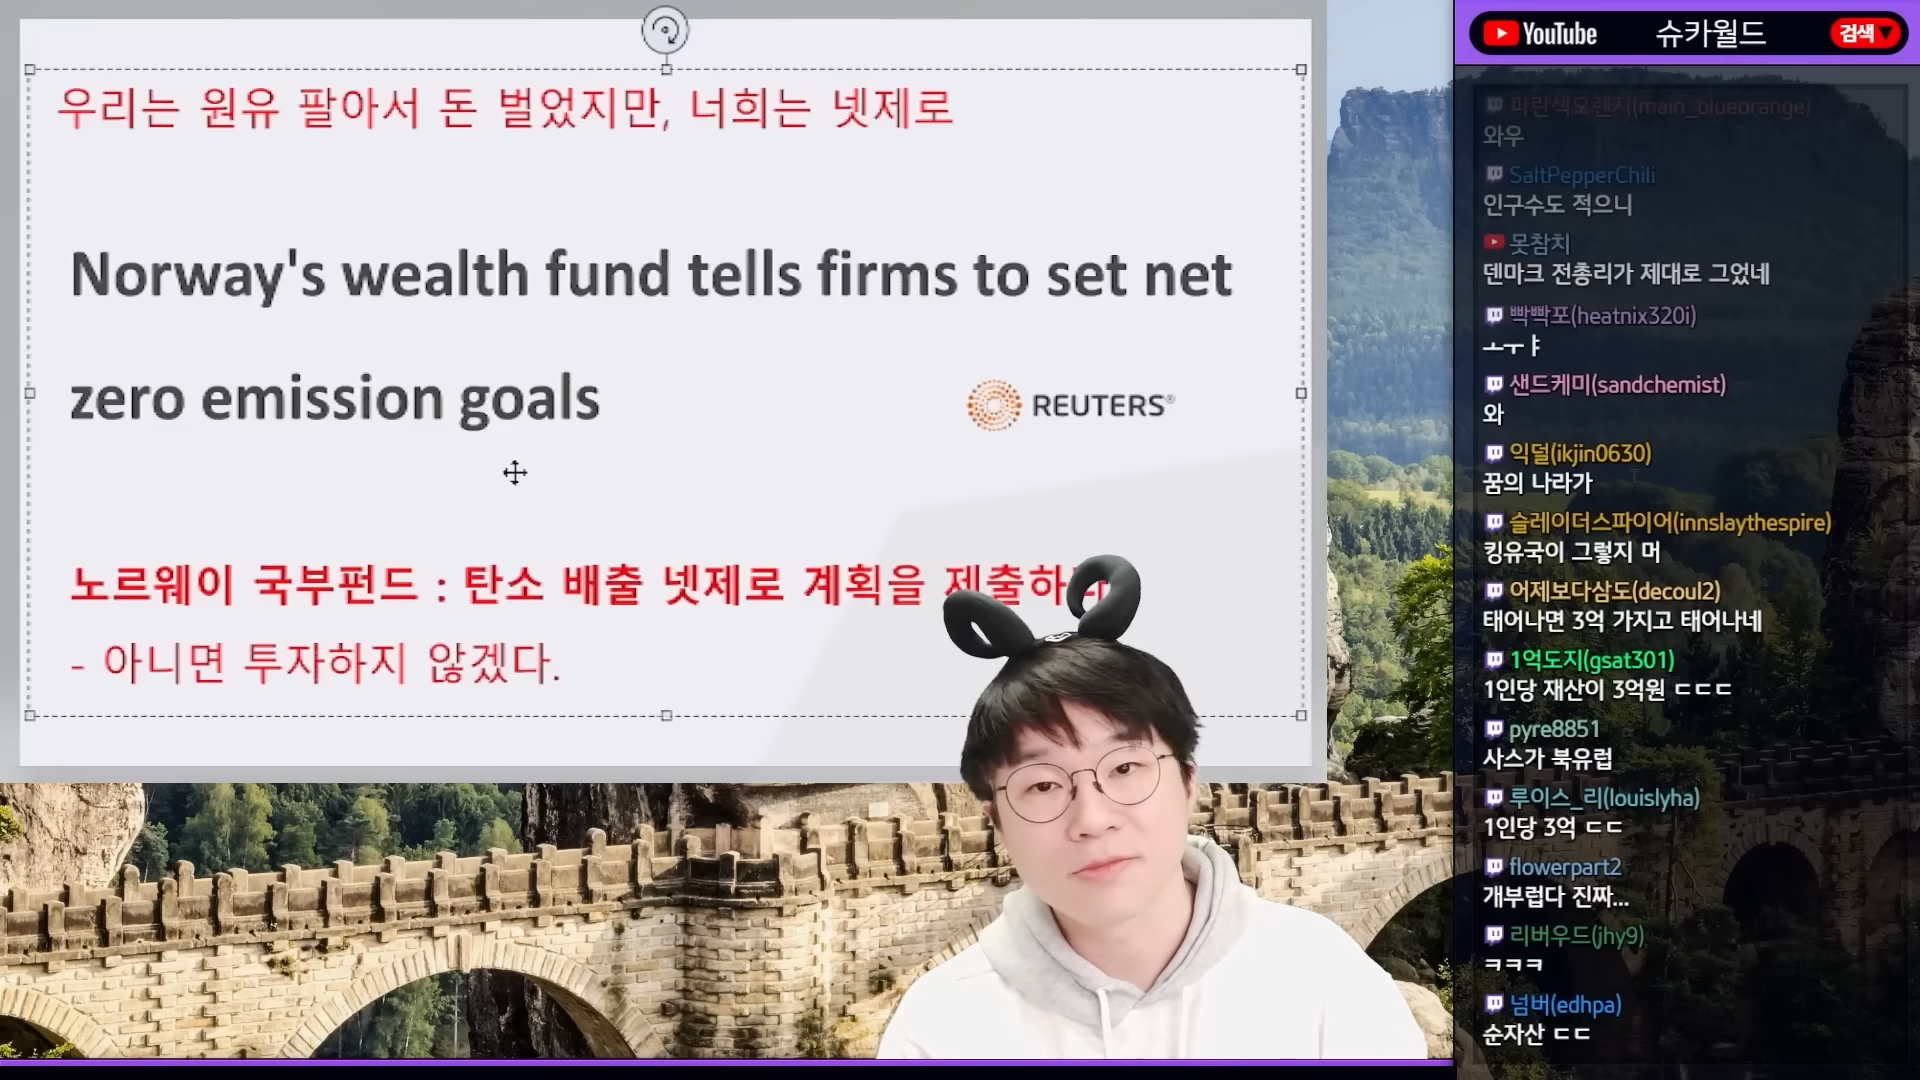 우리는 원유 팔아서 돈 벌었지만, 너희는 넷제로
Norway's wealth fund tells firms to set net
zero emission goals
REUTERS®
노르웨이 국부펀드 : 탄소 배출 넷제로 계획을 제출하라
- 아니면 투자하지 않겠다.
YouTube 슈카월드 검색
파란색오렌지(main_blueorange)
와우
SaltPepperChili
인구수도 적으니
못참치
덴마크 전총리가 제대로 그었네
빡빡포(heatnix320i)
ㅗㅜㅑ
샌드케미(sandchemist)
와
익덜(ikjin0630)
꿈의 나라가
슬레이더스파이어(innslaythespire)
킹유국이 그렇지 머
어제보다삼도(decoul2)
태어나면 3억 가지고 태어나네
1억도지(gsat301)
1인당 재산이 3억원 ㄷㄷㄷ
pyre8851
사스가 북유럽
루이스_리(louislyha)
1인당 3억 ㄷㄷ
flowerpart2
개부럽다 진짜...
리버우드(jhy9)
ㅋㅋㅋ
넘버(edhpa)
순자산 ㄷㄷ